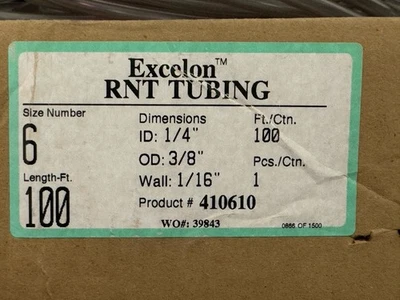 Excelon™
RNT TUBING
Size Number
6
Length-Ft.
100
Dimensions
ID: 1/4"
OD: 3/8"
Wall: 1/16"
Ft./Ctn.
100
Pcs./Ctn.
1
Product # 410610
WO#: 39843
0866 OF 1500